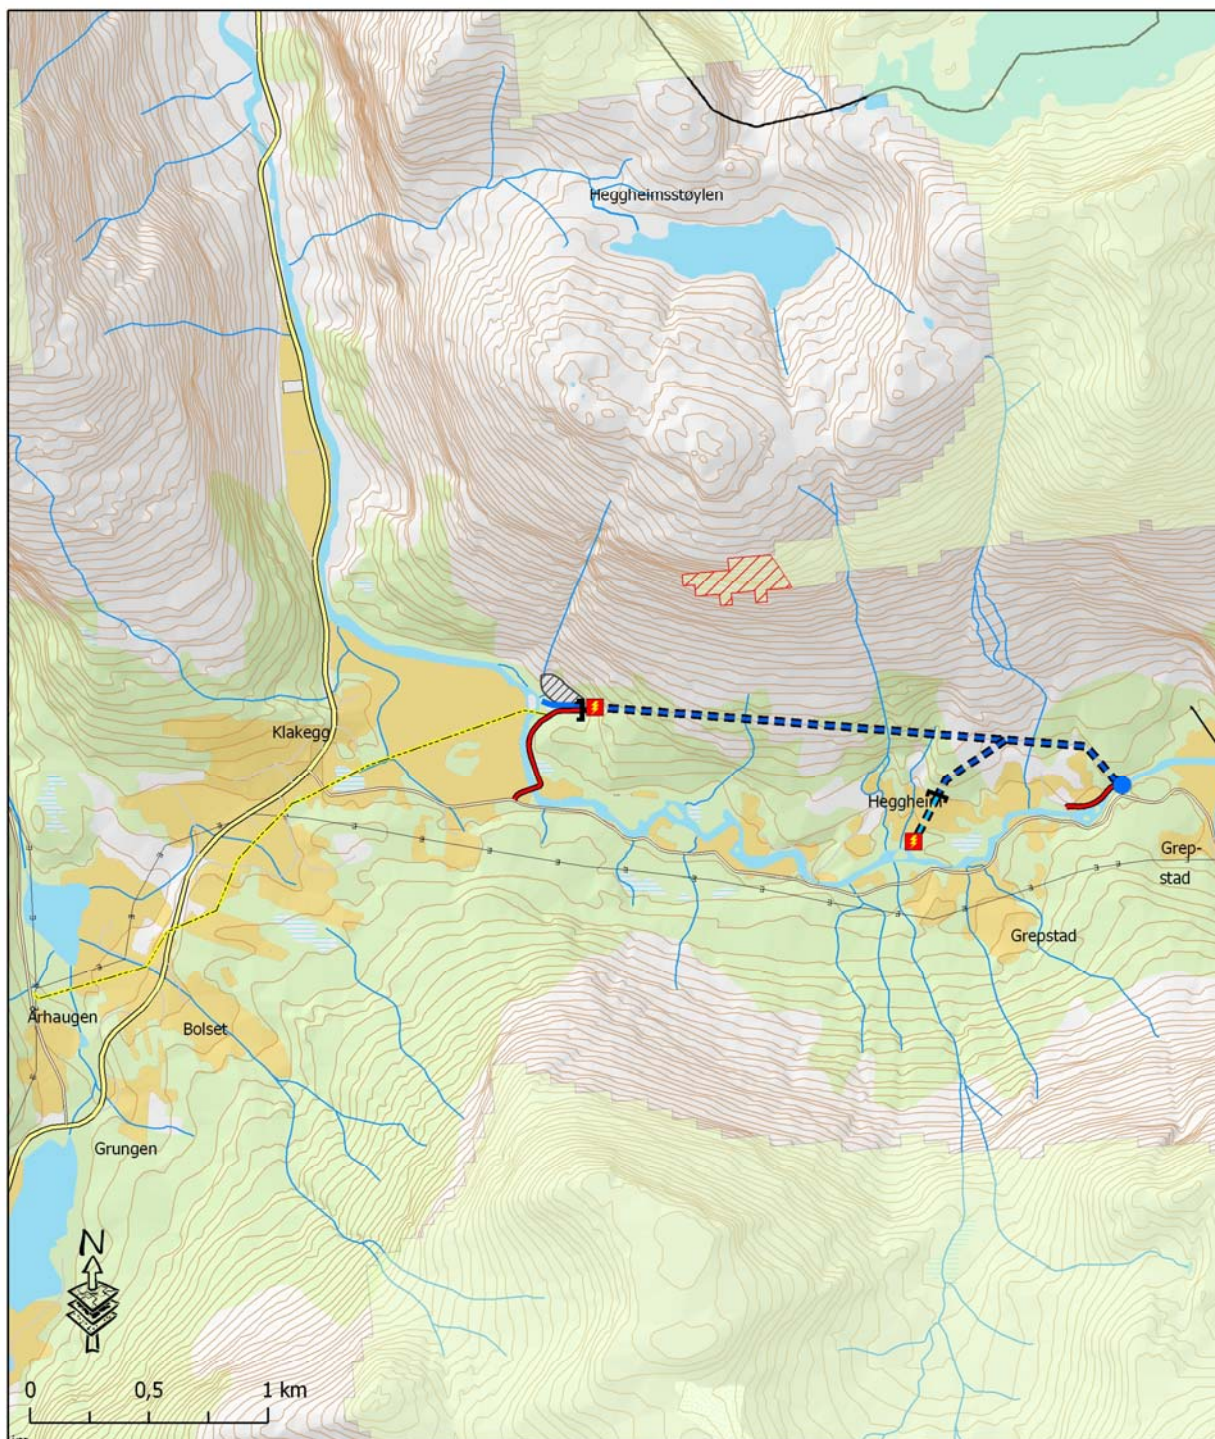 Heggheimsstøylen
Klakegg
Heggheim
Grep-
stad
Grepstad
Århaugen
Bolset
Grungen
N
0 0,5 1 km